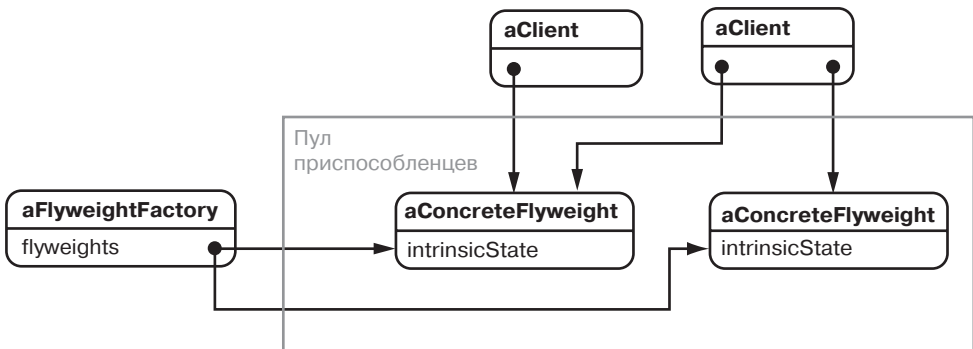 aClient
aClient
Пул
приспособленцев
aFlyweightFactory
flyweights
aConcreteFlyweight
intrinsicState
aConcreteFlyweight
intrinsicState